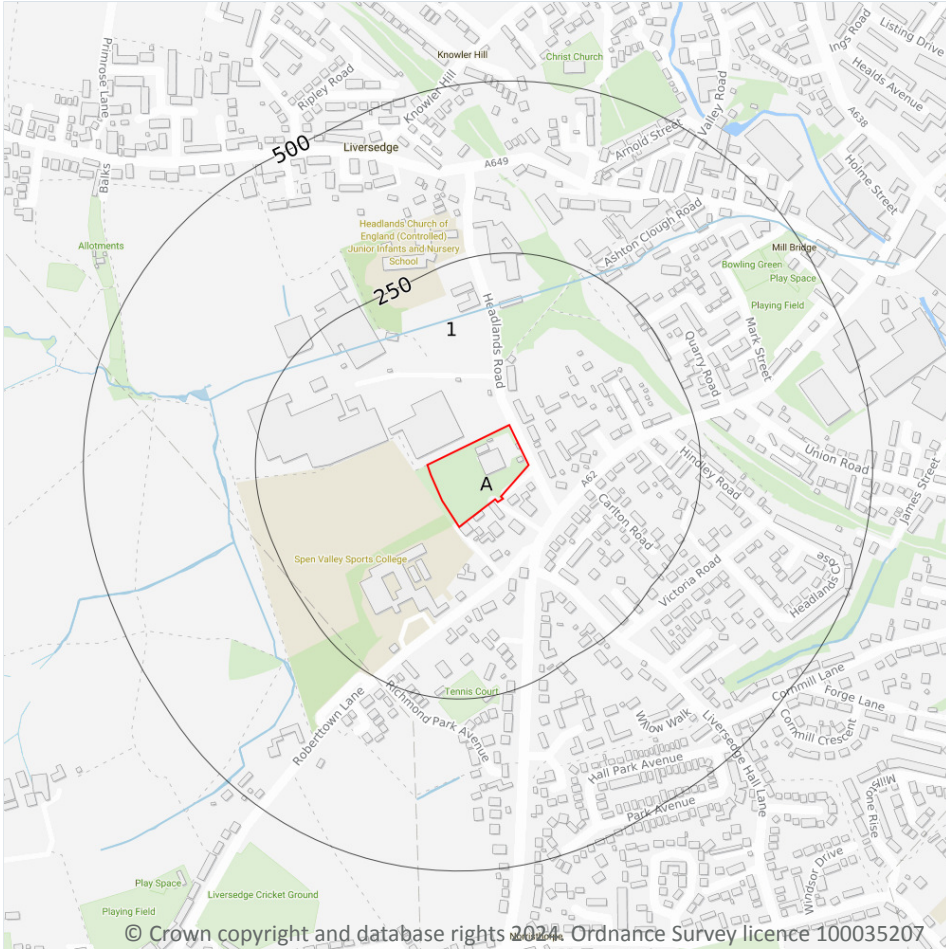 Primrose Lane
Balks
Ripley Road
Knowler Hill
Knowler Hill
Christ Church
Ings Road
Listing Drive
Healds Avenue
A638
Valley Road
Arnold Street
Holme Street
500
Liversedge
A649
Headlands Church of
England (Controlled)
Junior Infants and Nursery
School
Ashton Clough Road
Mill Bridge
Bowling Green
Play Space
Playing Field
Allotments
250
1
Headlands Road
Quarry Road
Mark Street
A
A62
Hindley Road
Union Road
James Street
Carlton Road
Victoria Road
Headlands Close
Spen Valley Sports College
Tennis Court
Richmond Park Avenue
Roberttown Lane
Willow Walk
Liversedge Hall Lane
Cornmill Lane
Forge Lane
Cornmill Crescent
Hall Park Avenue
Park Avenue
Windsor Drive
Play Space
Playing Field
Liversedge Cricket Ground
© Crown copyright and database rights 2024. Ordnance Survey licence 100035207